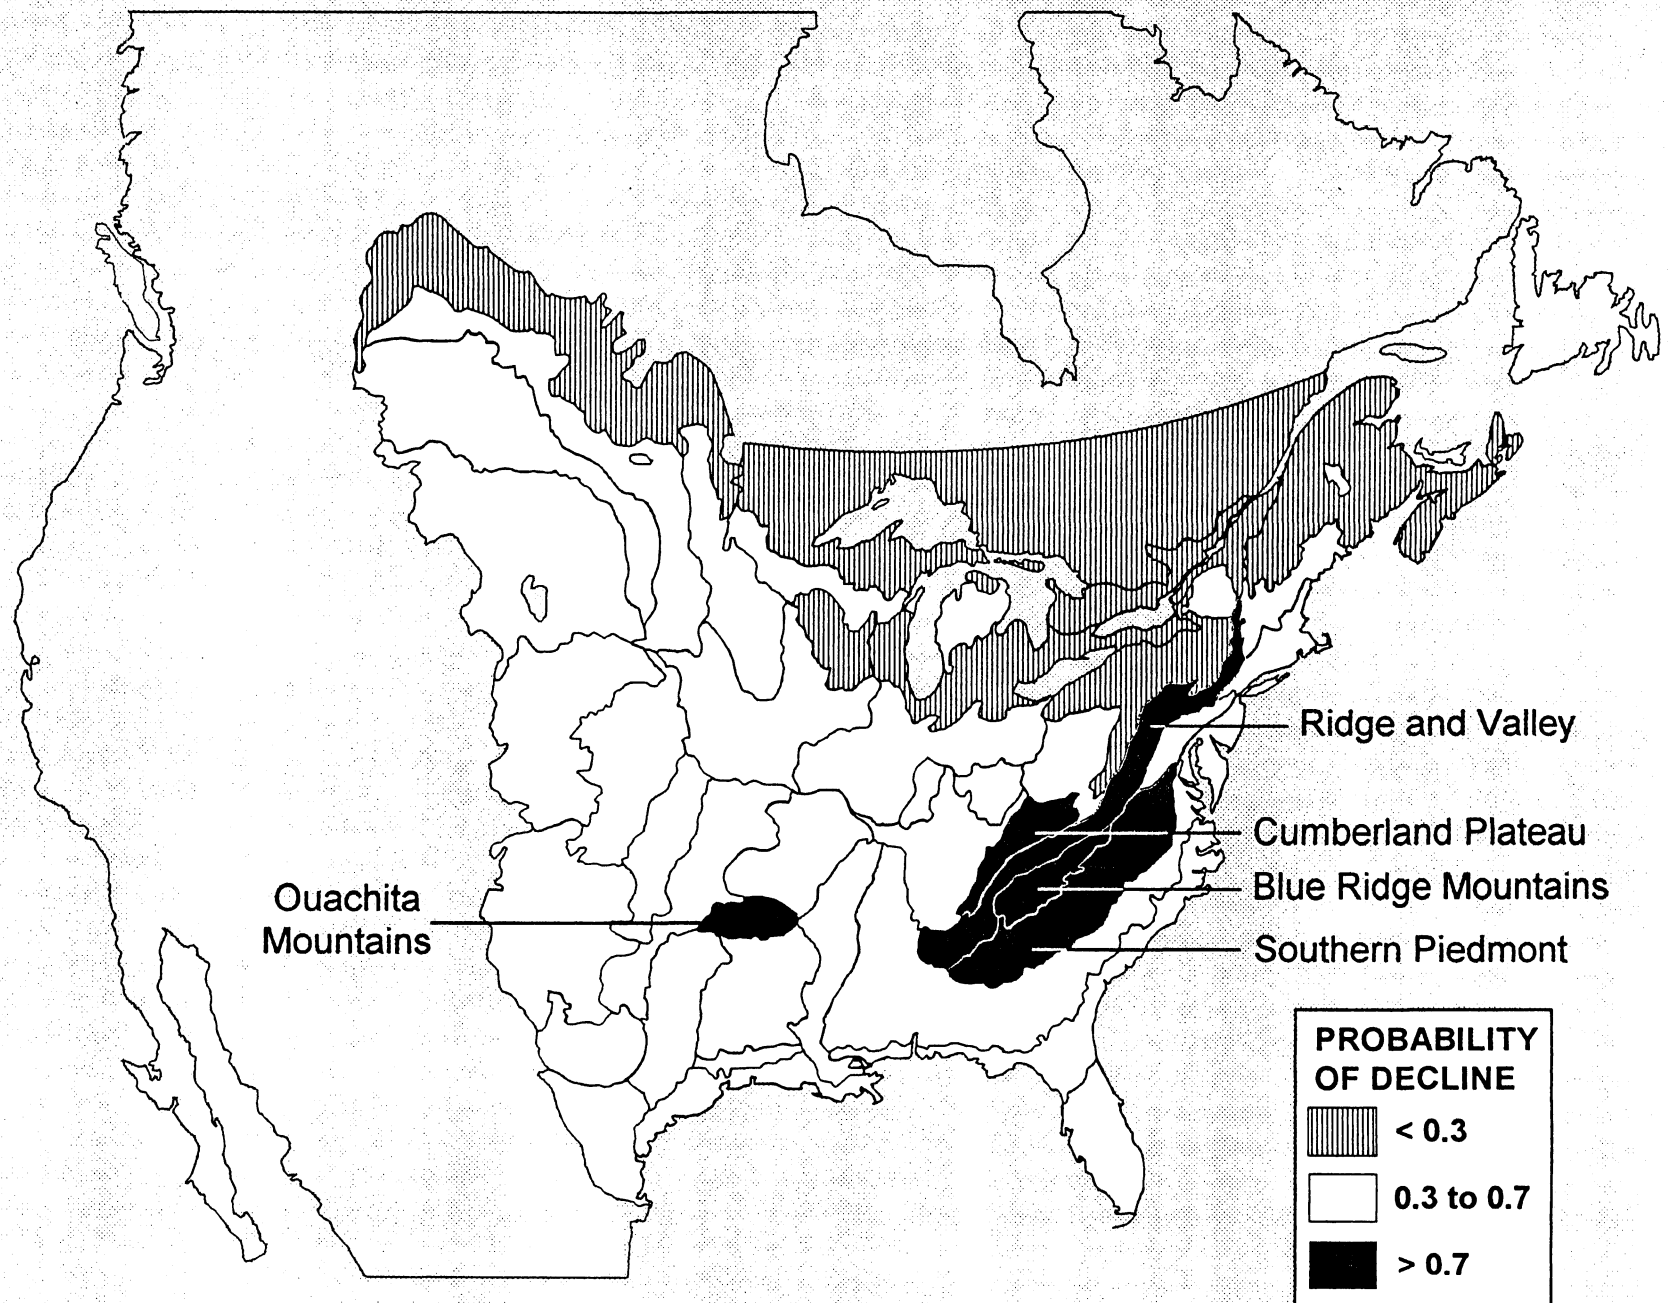 Ridge and Valley
Cumberland Plateau
Blue Ridge Mountains
Southern Piedmont
Ouachita
Mountains
PROBABILITY
OF DECLINE
< 0.3
0.3 to 0.7
> 0.7